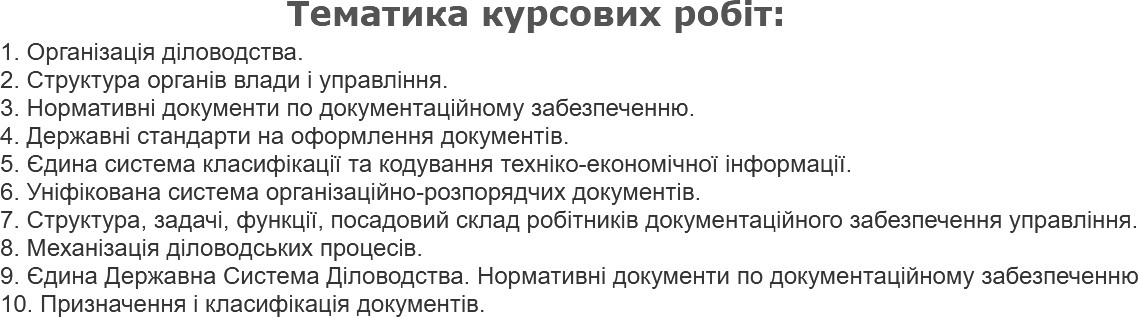 Тематика курсових робіт:
1. Організація діловодства.
2. Структура органів влади і управління.
3. Нормативні документи по документаційному забезпеченню.
4. Державні стандарти на оформлення документів.
5. Єдина система класифікації та кодування техніко-економічної інформації.
6. Уніфікована система організаційно-розпорядчих документів.
7. Структура, задачі, функції, посадовий склад робітників документаційного забезпечення управління.
8. Механізація діловодських процесів.
9. Єдина Державна Система Діловодства. Нормативні документи по документаційному забезпеченню
10. Призначення і класифікація документів.